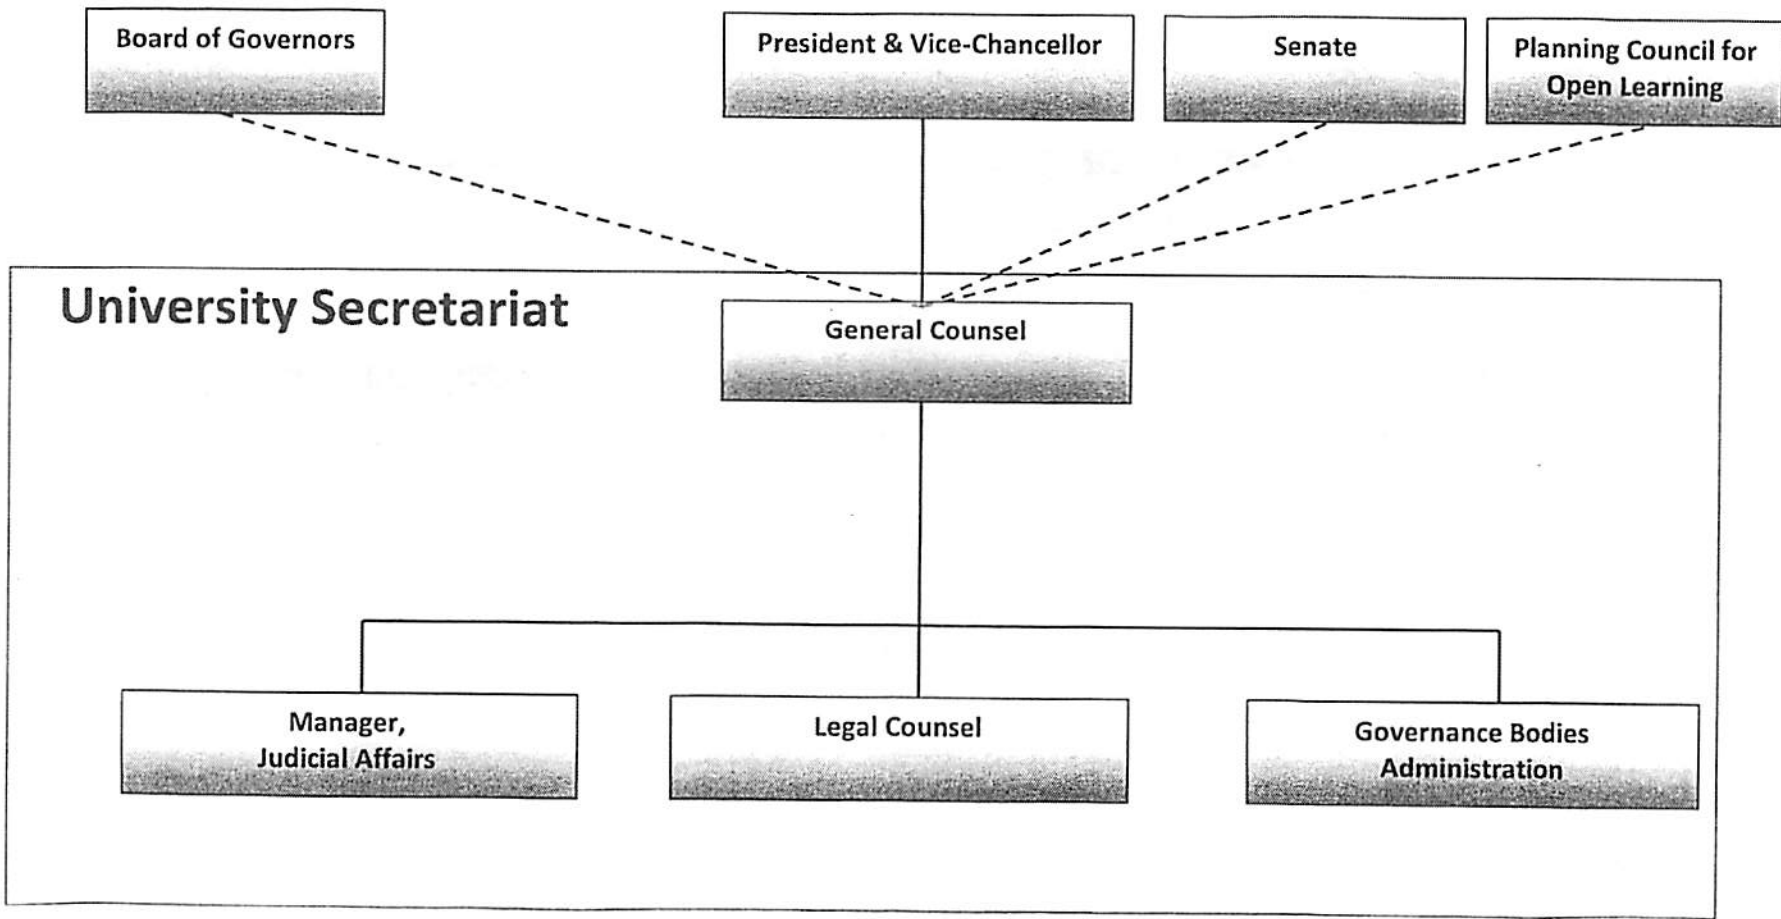 Board of Governors
President & Vice-Chancellor
Senate
Planning Council for
Open Learning
University Secretariat
General Counsel
Manager,
Judicial Affairs
Legal Counsel
Governance Bodies
Administration